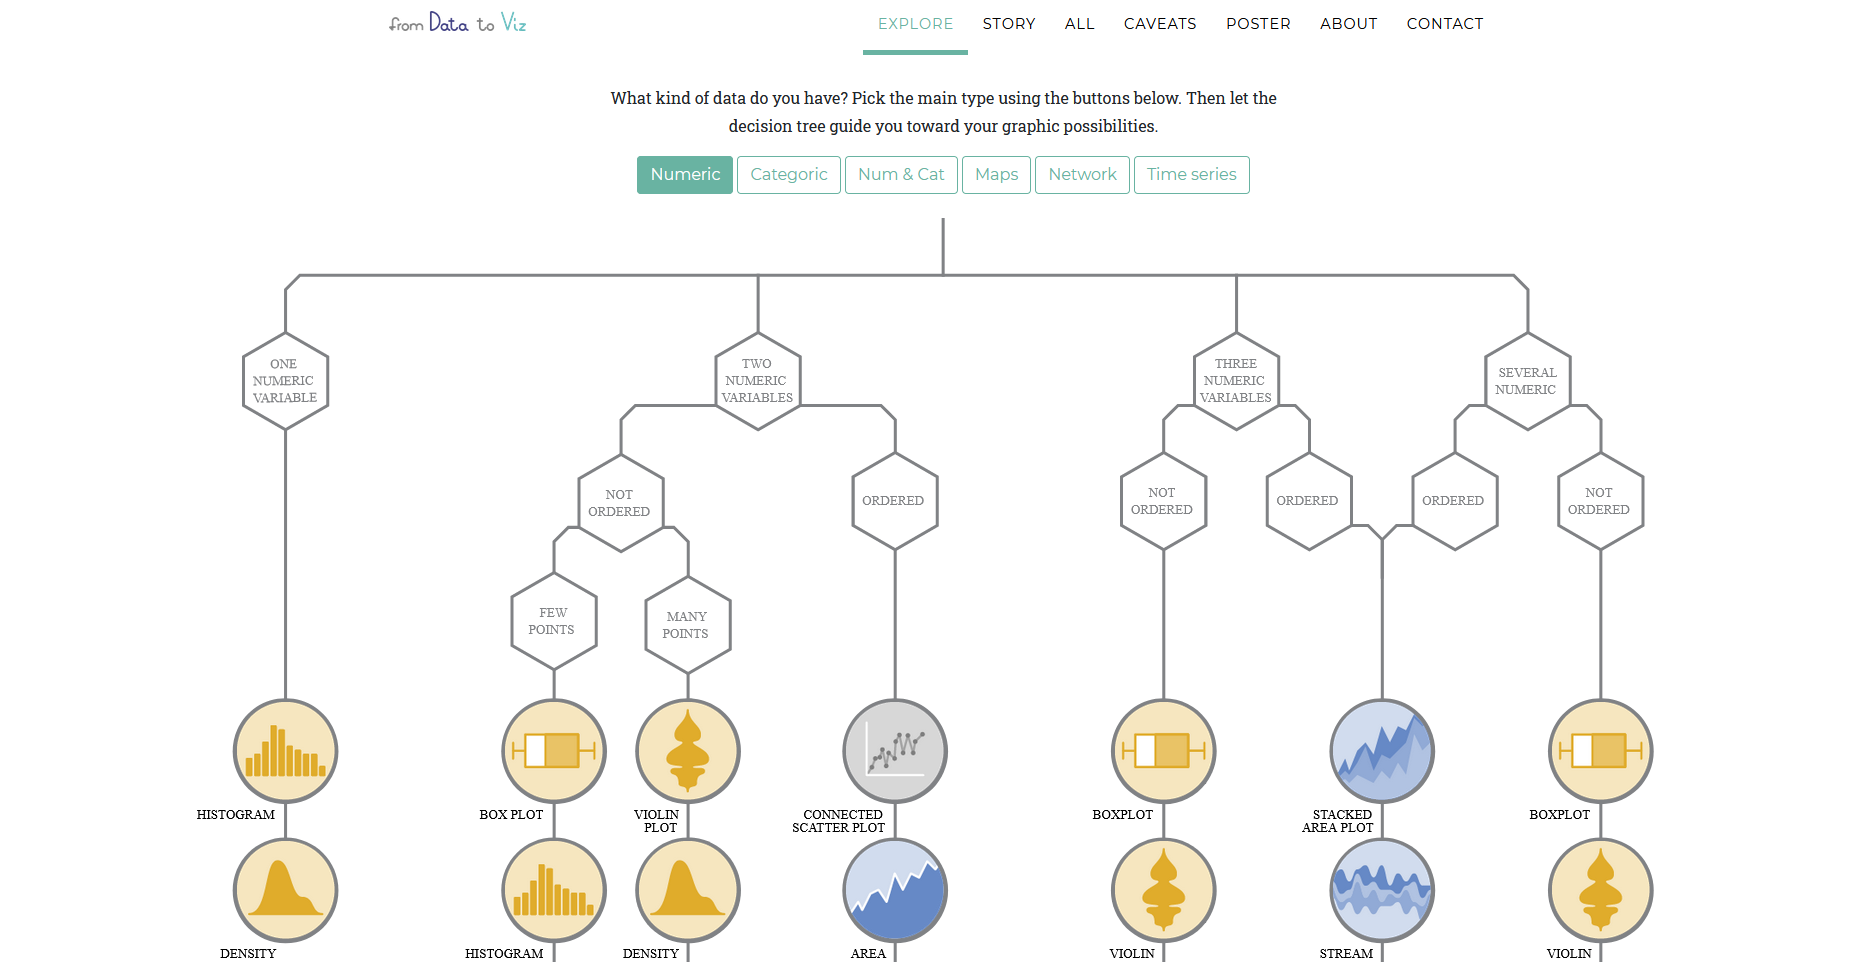 from Data to Viz
EXPLORE STORY ALL CAVEATS POSTER ABOUT CONTACT
What kind of data do you have? Pick the main type using the buttons below. Then let the
decision tree guide you toward your graphic possibilities.
Numeric Categoric Num & Cat Maps Network Time series
ONE
NUMERIC
VARIABLE
TWO
NUMERIC
VARIABLES
THREE
NUMERIC
VARIABLES
SEVERAL
NUMERIC
NOT
ORDERED
ORDERED
NOT
ORDERED
ORDERED
ORDERED
NOT
ORDERED
FEW
POINTS
MANY
POINTS
HISTOGRAM
BOX PLOT
VIOLIN
PLOT
CONNECTED
SCATTER PLOT
BOXPLOT
STACKED
AREA PLOT
BOXPLOT
DENSITY
HISTOGRAM
DENSITY
AREA
VIOLIN
STREAM
VIOLIN